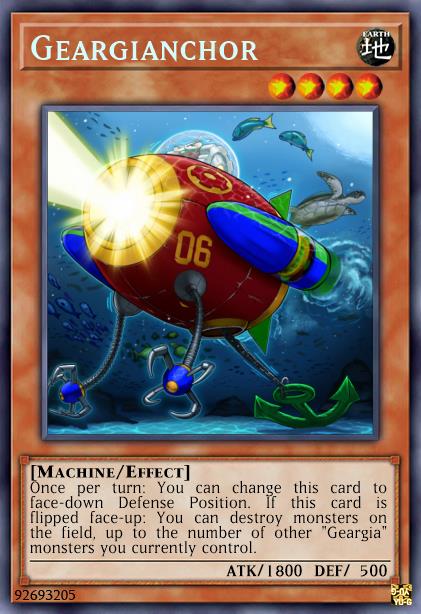 GEARGIANCHOR
EARTH
地
06
[MACHINE/EFFECT]
Once per turn: You can change this card to
face-down Defense Position. If this card is
flipped face-up: You can destroy monsters on
the field, up to the number of other "Geargia"
monsters you currently control.
ATK/1800 DEF/ 500
92693205